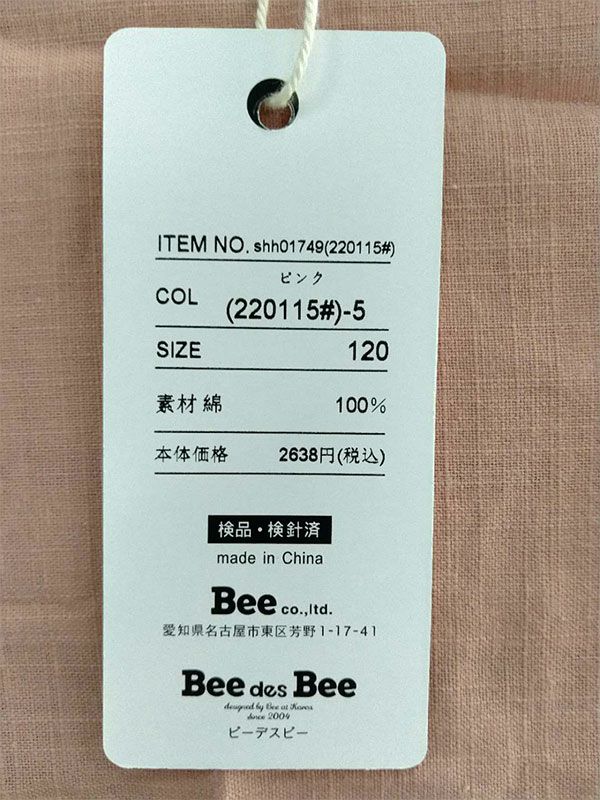 ITEM NO. shh01749(220115#)
ピンク
COL (220115#)-5
SIZE 120
素材 綿 100%
本体価格 2638円(税込)
検品・検針済
made in China
Bee co.,ltd.
愛知県名古屋市東区芳野1-17-41
Bee des Bee
designed by Bee at Korea
since 2004
ビーデスビー